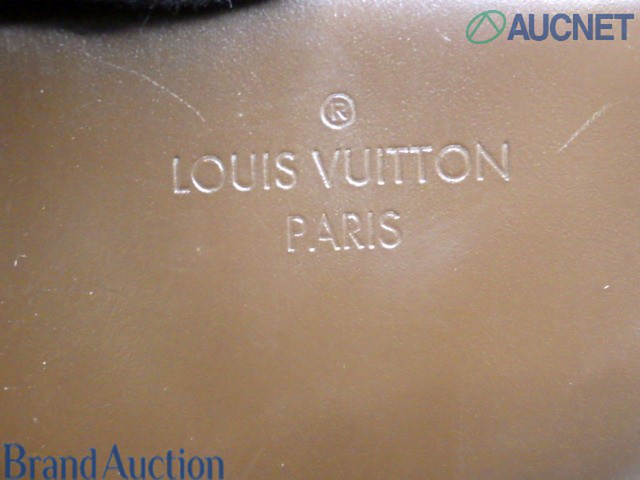 AUCNET
®
LOUIS VUITTON
PARIS
Brand Auction